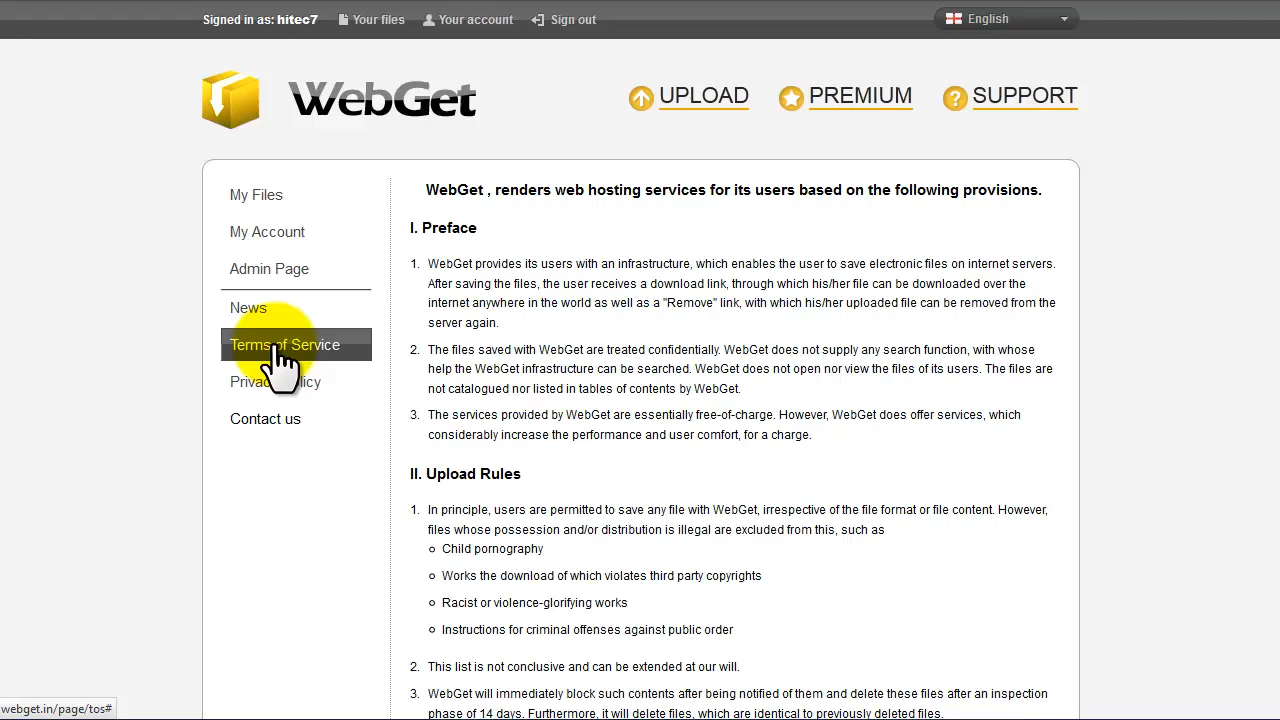 Signed in as: hitec7 Your files Your account Sign out English
WebGet UPLOAD PREMIUM SUPPORT
My Files
My Account
Admin Page
News
Terms of Service
Privacy Policy
Contact us
WebGet , renders web hosting services for its users based on the following provisions.
I. Preface
1. WebGet provides its users with an infrastructure, which enables the user to save electronic files on internet servers.
After saving the files, the user receives a download link, through which his/her file can be downloaded over the
internet anywhere in the world as well as a "Remove" link, with which his/her uploaded file can be removed from the
server again.
2. The files saved with WebGet are treated confidentially. WebGet does not supply any search function, with whose
help the WebGet infrastructure can be searched. WebGet does not open nor view the files of its users. The files are
not catalogued nor listed in tables of contents by WebGet.
3. The services provided by WebGet are essentially free-of-charge. However, WebGet does offer services, which
considerably increase the performance and user comfort, for a charge.
II. Upload Rules
1. In principle, users are permitted to save any file with WebGet, irrespective of the file format or file content. However,
files whose possession and/or distribution is illegal are excluded from this, such as
Child pornography
Works the download of which violates third party copyrights
Racist or violence-glorifying works
Instructions for criminal offenses against public order
2. This list is not conclusive and can be extended at our will.
3. WebGet will immediately block such contents after being notified of them and delete these files after an inspection
phase of 14 days. Furthermore, it will delete files, which are identical to previously deleted files.
webget.in/page/tos#